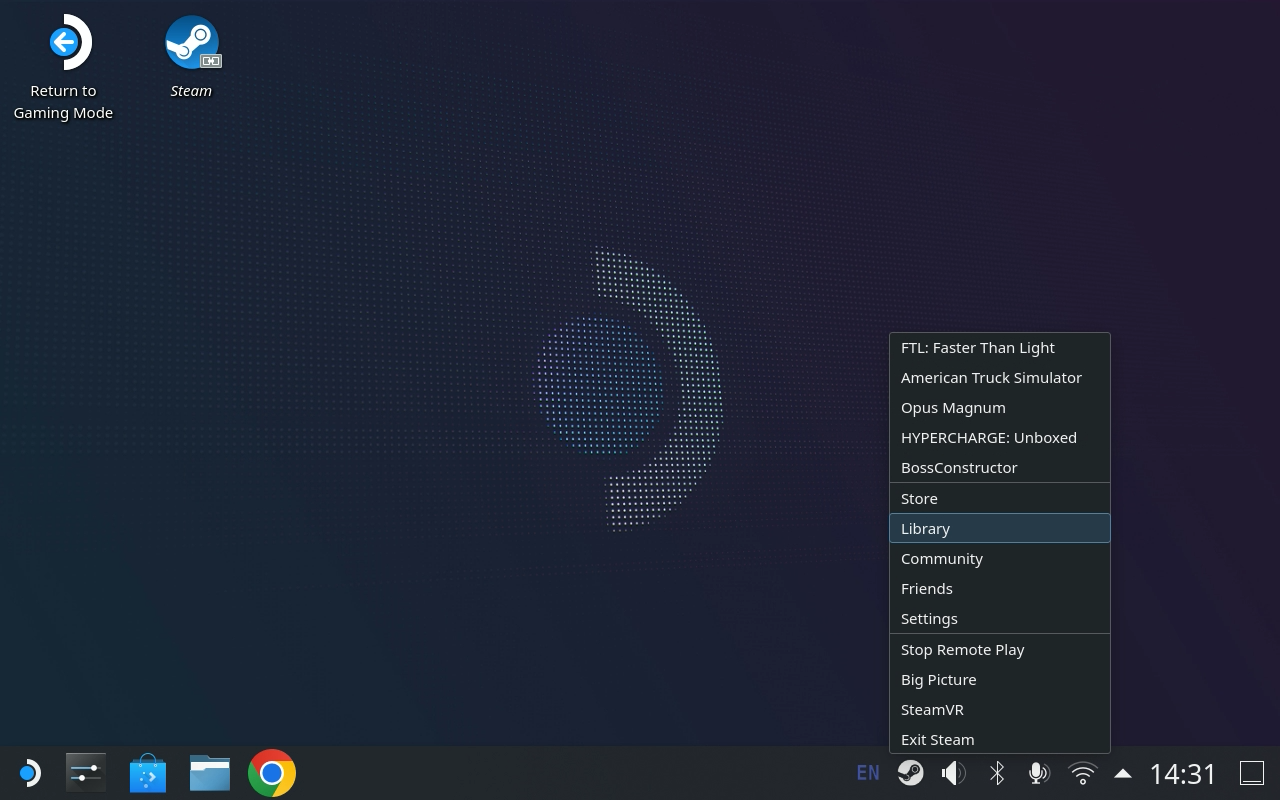 Return to
Gaming Mode
Steam
FTL: Faster Than Light
American Truck Simulator
Opus Magnum
HYPERCHARGE: Unboxed
BossConstructor
Store
Library
Community
Friends
Settings
Stop Remote Play
Big Picture
SteamVR
Exit Steam
EN
14:31